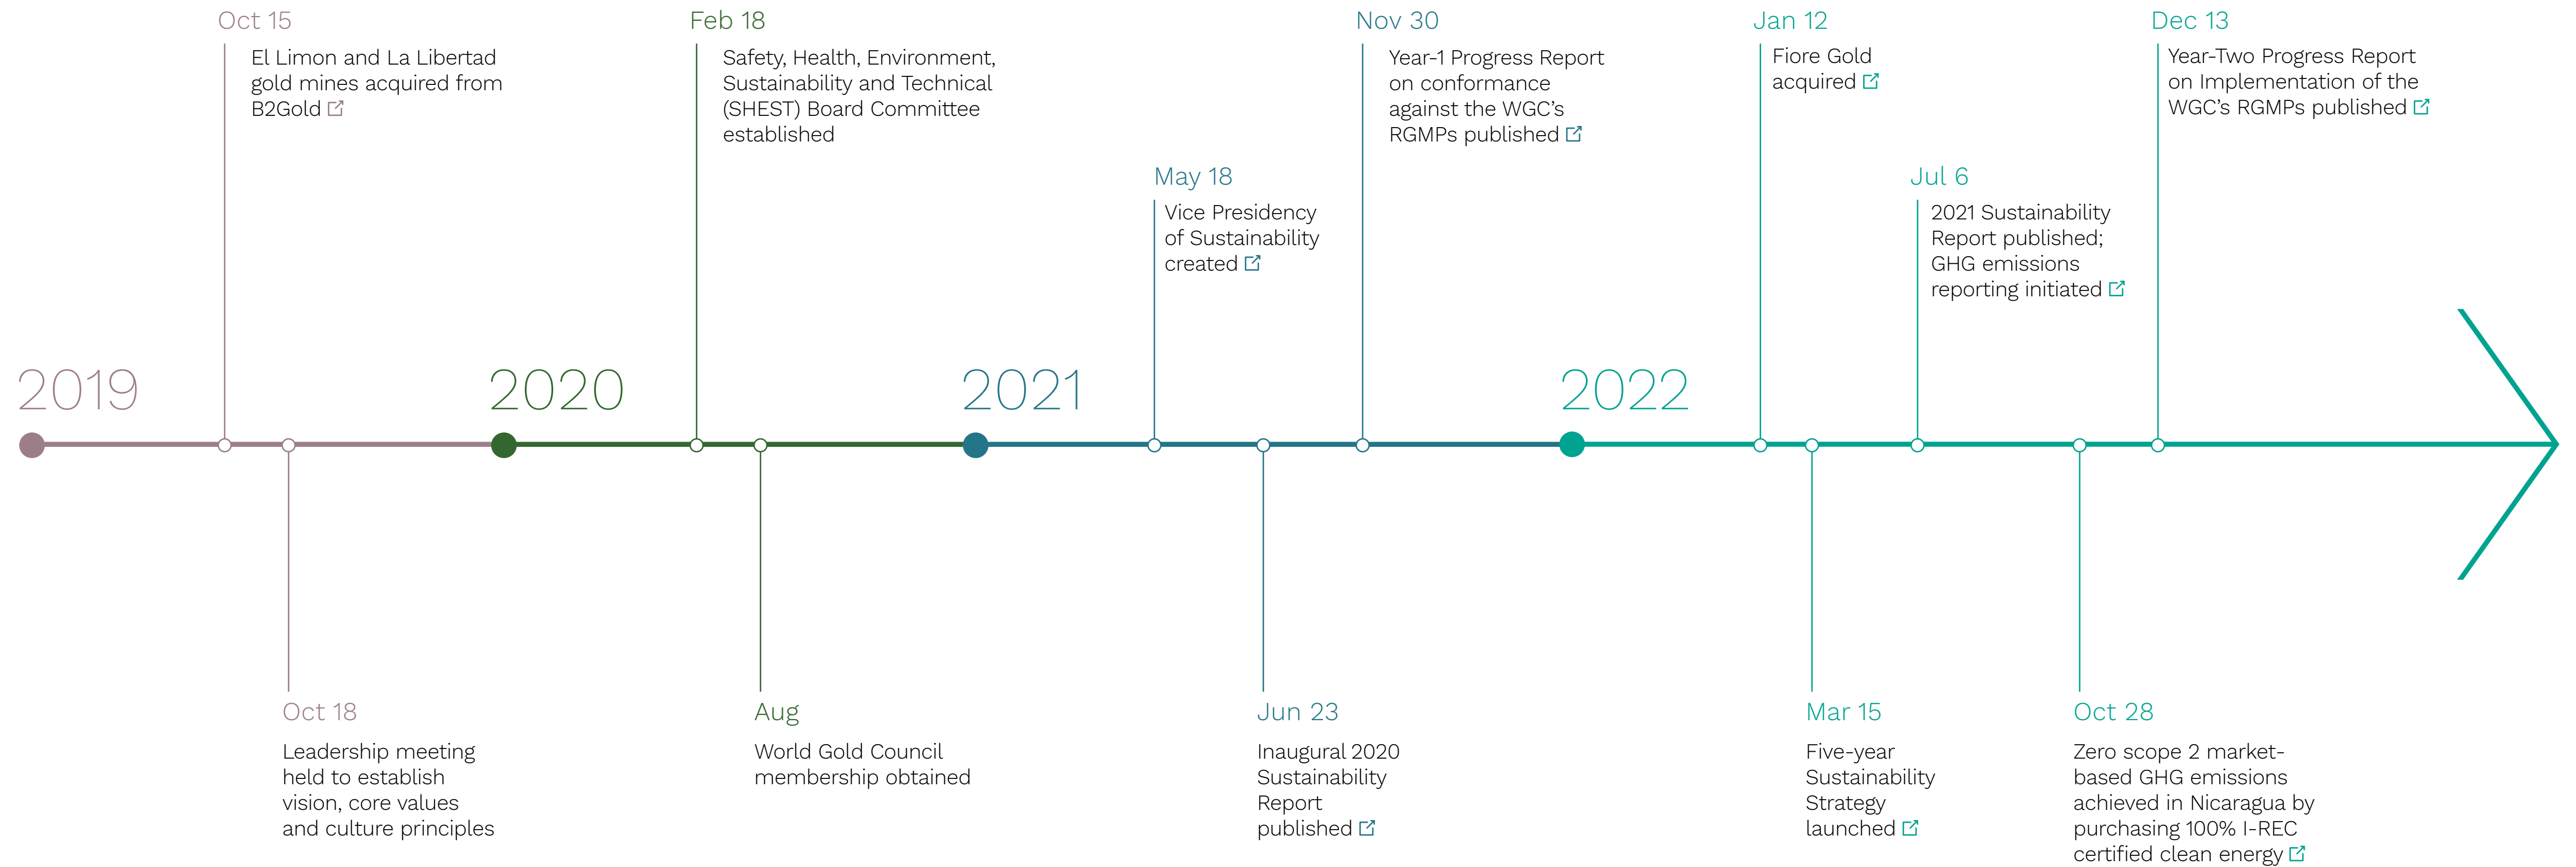 2019
Oct 15
El Limon and La Libertad
gold mines acquired from
B2Gold
Oct 18
Leadership meeting
held to establish
vision, core values
and culture principles
2020
Feb 18
Safety, Health, Environment,
Sustainability and Technical
(SHEST) Board Committee
established
Aug
World Gold Council
membership obtained
2021
May 18
Vice Presidency
of Sustainability
created
Jun 23
Inaugural 2020
Sustainability
Report
published
Nov 30
Year-1 Progress Report
on conformance
against the WGC’s
RGMPs published
2022
Jan 12
Fiore Gold
acquired
Mar 15
Five-year
Sustainability
Strategy
launched
Jul 6
2021 Sustainability
Report published;
GHG emissions
reporting initiated
Oct 28
Zero scope 2 market-
based GHG emissions
achieved in Nicaragua by
purchasing 100% I-REC
certified clean energy
Dec 13
Year-Two Progress Report
on Implementation of the
WGC’s RGMPs published